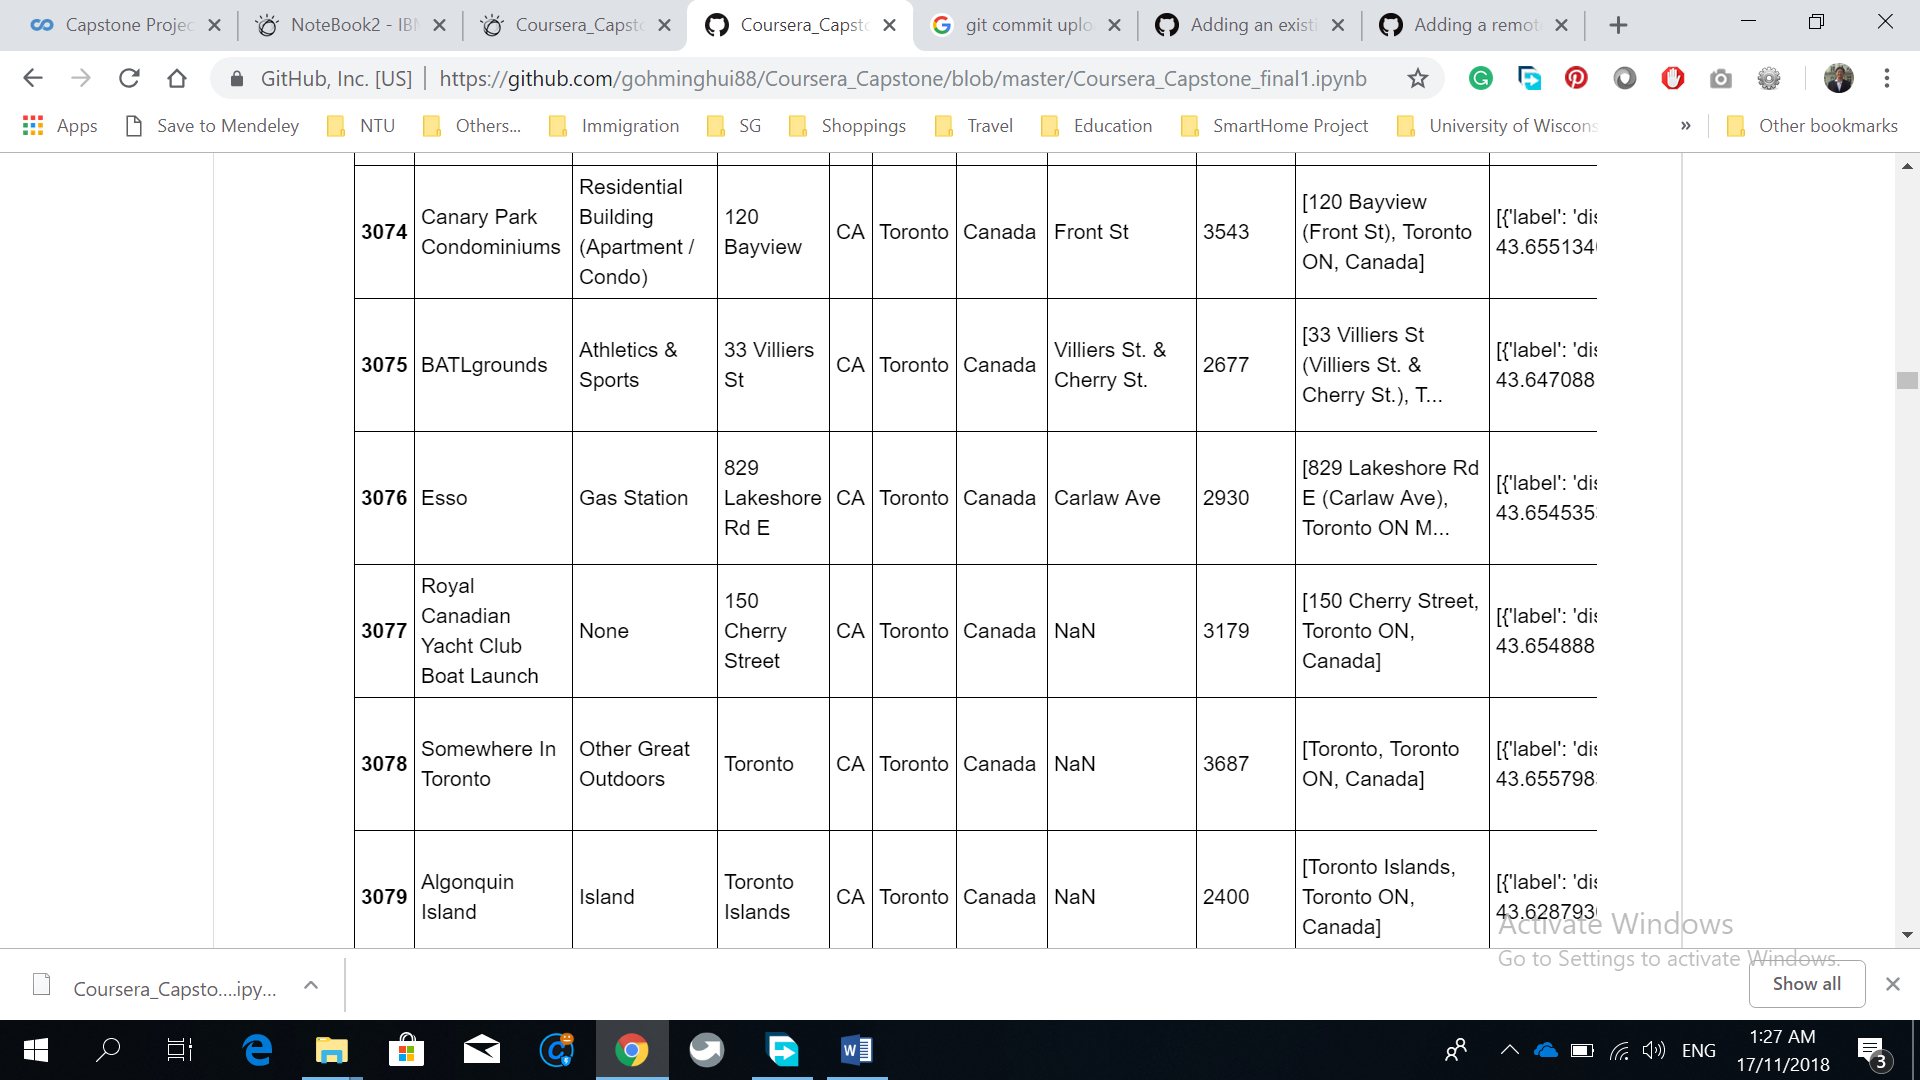 Capstone Projec
NoteBook2 - IBM
Coursera_Capsto
Coursera_Capsto
git commit uplo
Adding an existi
Adding a remot
GitHub, Inc. [US] | https://github.com/gohminghui88/Coursera_Capstone/blob/master/Coursera_Capstone_final1.ipynb
Apps Save to Mendeley NTU Others... Immigration SG Shoppings Travel Education SmartHome Project University of Wiscons » Other bookmarks
3074
Canary Park
Condominiums
Residential
Building
(Apartment /
Condo)
120
Bayview
CA
Toronto
Canada
Front St
3543
[120 Bayview
(Front St), Toronto
ON, Canada]
[{'label': 'dis
43.655134
3075
BATLgrounds
Athletics &
Sports
33 Villiers
St
CA
Toronto
Canada
Villiers St. &
Cherry St.
2677
[33 Villiers St
(Villiers St. &
Cherry St.), T...
[{'label': 'dis
43.647088
3076
Esso
Gas Station
829
Lakeshore
Rd E
CA
Toronto
Canada
Carlaw Ave
2930
[829 Lakeshore Rd
E (Carlaw Ave),
Toronto ON M...
[{'label': 'dis
43.654535
3077
Royal
Canadian
Yacht Club
Boat Launch
None
150
Cherry
Street
CA
Toronto
Canada
NaN
3179
[150 Cherry Street,
Toronto ON,
Canada]
[{'label': 'dis
43.654888
3078
Somewhere In
Toronto
Other Great
Outdoors
Toronto
CA
Toronto
Canada
NaN
3687
[Toronto, Toronto
ON, Canada]
[{'label': 'dis
43.655798
3079
Algonquin
Island
Island
Toronto
Islands
CA
Toronto
Canada
NaN
2400
[Toronto Islands,
Toronto ON,
Canada]
[{'label': 'dis
43.628793
Activate Windows
Go to Settings to activate Windows.
Coursera_Capsto....ipy...
Show all
ENG
1:27 AM
17/11/2018
3